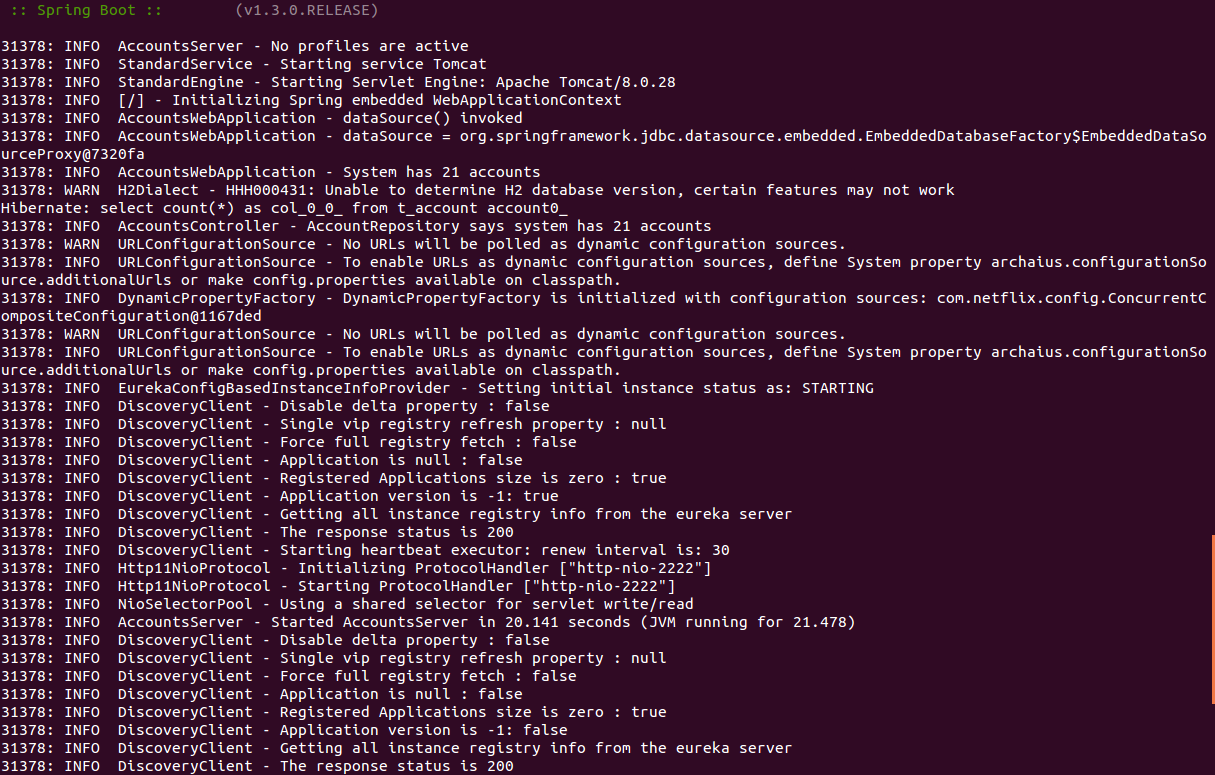 :: Spring Boot ::        (v1.3.0.RELEASE)
31378: INFO  AccountsServer - No profiles are active
31378: INFO  StandardService - Starting service Tomcat
31378: INFO  StandardEngine - Starting Servlet Engine: Apache Tomcat/8.0.28
31378: INFO  [/] - Initializing Spring embedded WebApplicationContext
31378: INFO  AccountsWebApplication - dataSource() invoked
31378: INFO  AccountsWebApplication - dataSource = org.springframework.jdbc.datasource.embedded.EmbeddedDatabaseFactory$EmbeddedDataSo
urceProxy@7320fa
31378: INFO  AccountsWebApplication - System has 21 accounts
31378: WARN  H2Dialect - HHH000431: Unable to determine H2 database version, certain features may not work
Hibernate: select count(*) as col_0_0_ from t_account account0_
31378: INFO  AccountsController - AccountRepository says system has 21 accounts
31378: WARN  URLConfigurationSource - No URLs will be polled as dynamic configuration sources.
31378: INFO  URLConfigurationSource - To enable URLs as dynamic configuration sources, define System property archaius.configurationSo
urce.additionalUrls or make config.properties available on classpath.
31378: INFO  DynamicPropertyFactory - DynamicPropertyFactory is initialized with configuration sources: com.netflix.config.ConcurrentC
ompositeConfiguration@1167ded
31378: WARN  URLConfigurationSource - No URLs will be polled as dynamic configuration sources.
31378: INFO  URLConfigurationSource - To enable URLs as dynamic configuration sources, define System property archaius.configurationSo
urce.additionalUrls or make config.properties available on classpath.
31378: INFO  EurekaConfigBasedInstanceInfoProvider - Setting initial instance status as: STARTING
31378: INFO  DiscoveryClient - Disable delta property : false
31378: INFO  DiscoveryClient - Single vip registry refresh property : null
31378: INFO  DiscoveryClient - Force full registry fetch : false
31378: INFO  DiscoveryClient - Application is null : false
31378: INFO  DiscoveryClient - Registered Applications size is zero : true
31378: INFO  DiscoveryClient - Application version is -1: true
31378: INFO  DiscoveryClient - Getting all instance registry info from the eureka server
31378: INFO  DiscoveryClient - The response status is 200
31378: INFO  DiscoveryClient - Starting heartbeat executor: renew interval is: 30
31378: INFO  Http11NioProtocol - Initializing ProtocolHandler ["http-nio-2222"]
31378: INFO  Http11NioProtocol - Starting ProtocolHandler ["http-nio-2222"]
31378: INFO  NioSelectorPool - Using a shared selector for servlet write/read
31378: INFO  AccountsServer - Started AccountsServer in 20.141 seconds (JVM running for 21.478)
31378: INFO  DiscoveryClient - Disable delta property : false
31378: INFO  DiscoveryClient - Single vip registry refresh property : null
31378: INFO  DiscoveryClient - Force full registry fetch : false
31378: INFO  DiscoveryClient - Application is null : false
31378: INFO  DiscoveryClient - Registered Applications size is zero : true
31378: INFO  DiscoveryClient - Application version is -1: false
31378: INFO  DiscoveryClient - Getting all instance registry info from the eureka server
31378: INFO  DiscoveryClient - The response status is 200